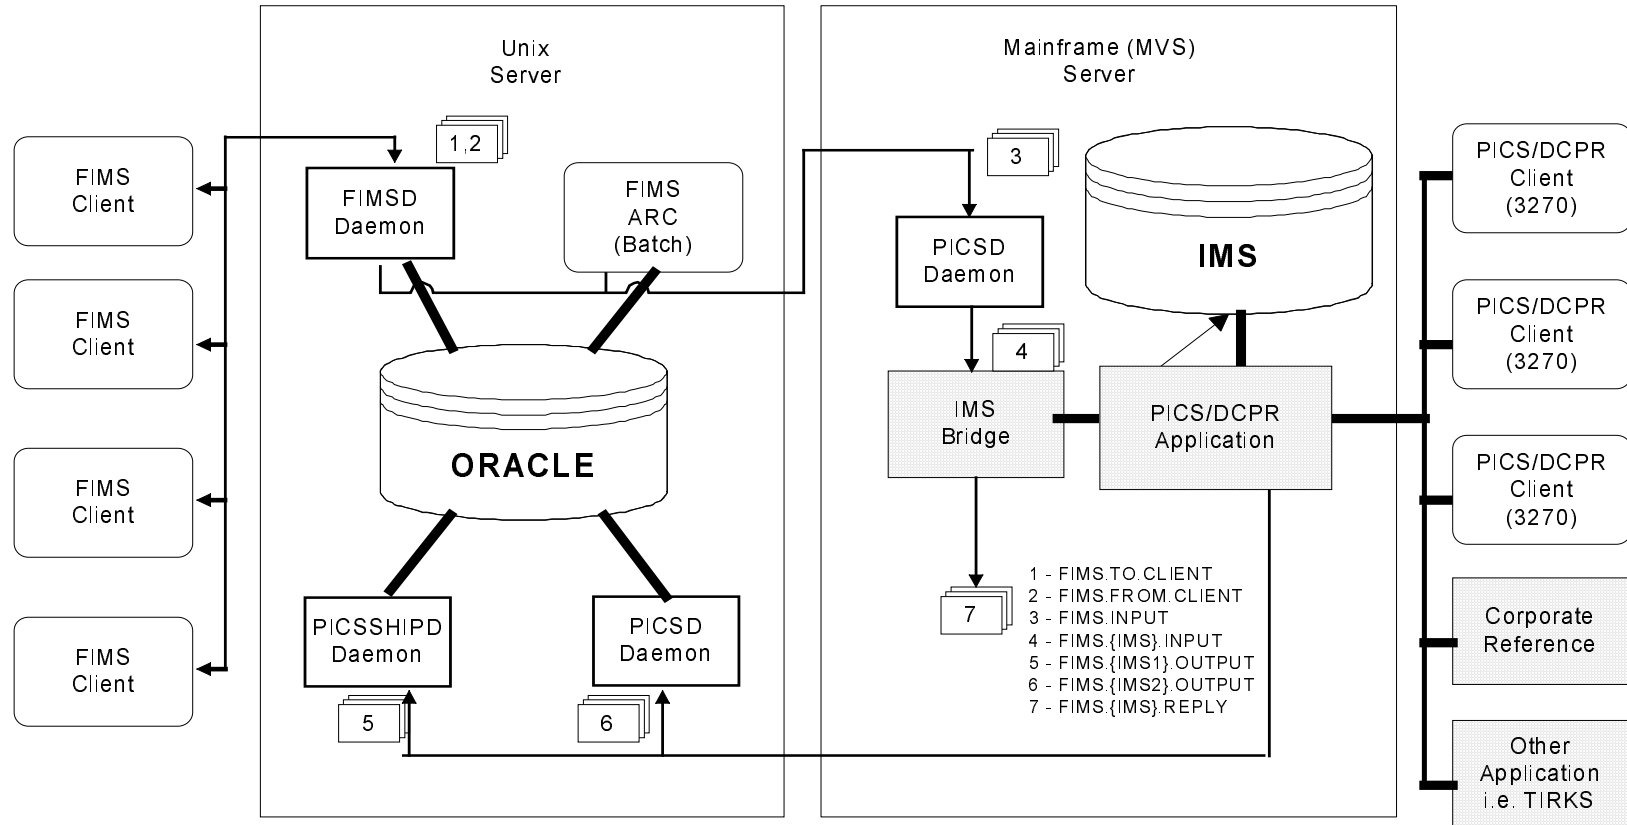 Unix
Server
Mainframe (MVS)
Server
FIMS
Client
FIMS
Client
FIMS
Client
FIMS
Client
1,2
FIMSD
Daemon
FIMS
ARC
(Batch)
ORACLE
PICSSHIPD
Daemon
PICSD
Daemon
5
6
3
PICSD
Daemon
4
IMS
IMS
Bridge
PICS/DCPR
Application
7
1 - FIMS.TO.CLIENT
2 - FIMS.FROM.CLIENT
3 - FIMS.INPUT
4 - FIMS.{IMS}.INPUT
5 - FIMS.{IMS1}.OUTPUT
6 - FIMS.{IMS2}.OUTPUT
7 - FIMS.{IMS}.REPLY
PICS/DCPR
Client
(3270)
PICS/DCPR
Client
(3270)
PICS/DCPR
Client
(3270)
Corporate
Reference
Other
Application
i.e. TIRKS